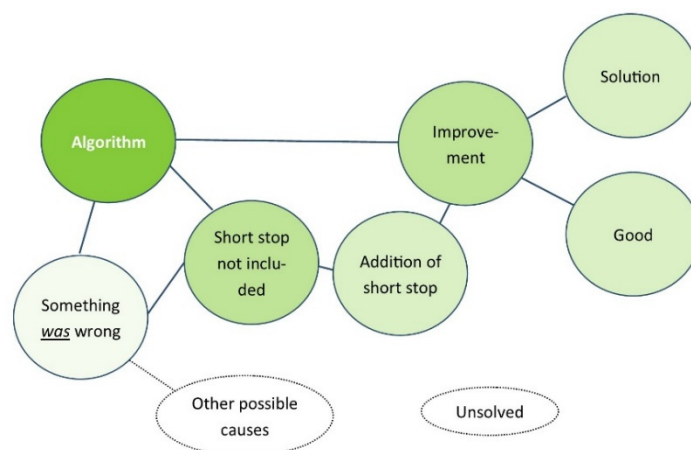 Solution
Algorithm
Improve-
ment
Short stop
not inclu-
ded
Addition of
short stop
Good
Something
was wrong
Other possible
causes
Unsolved